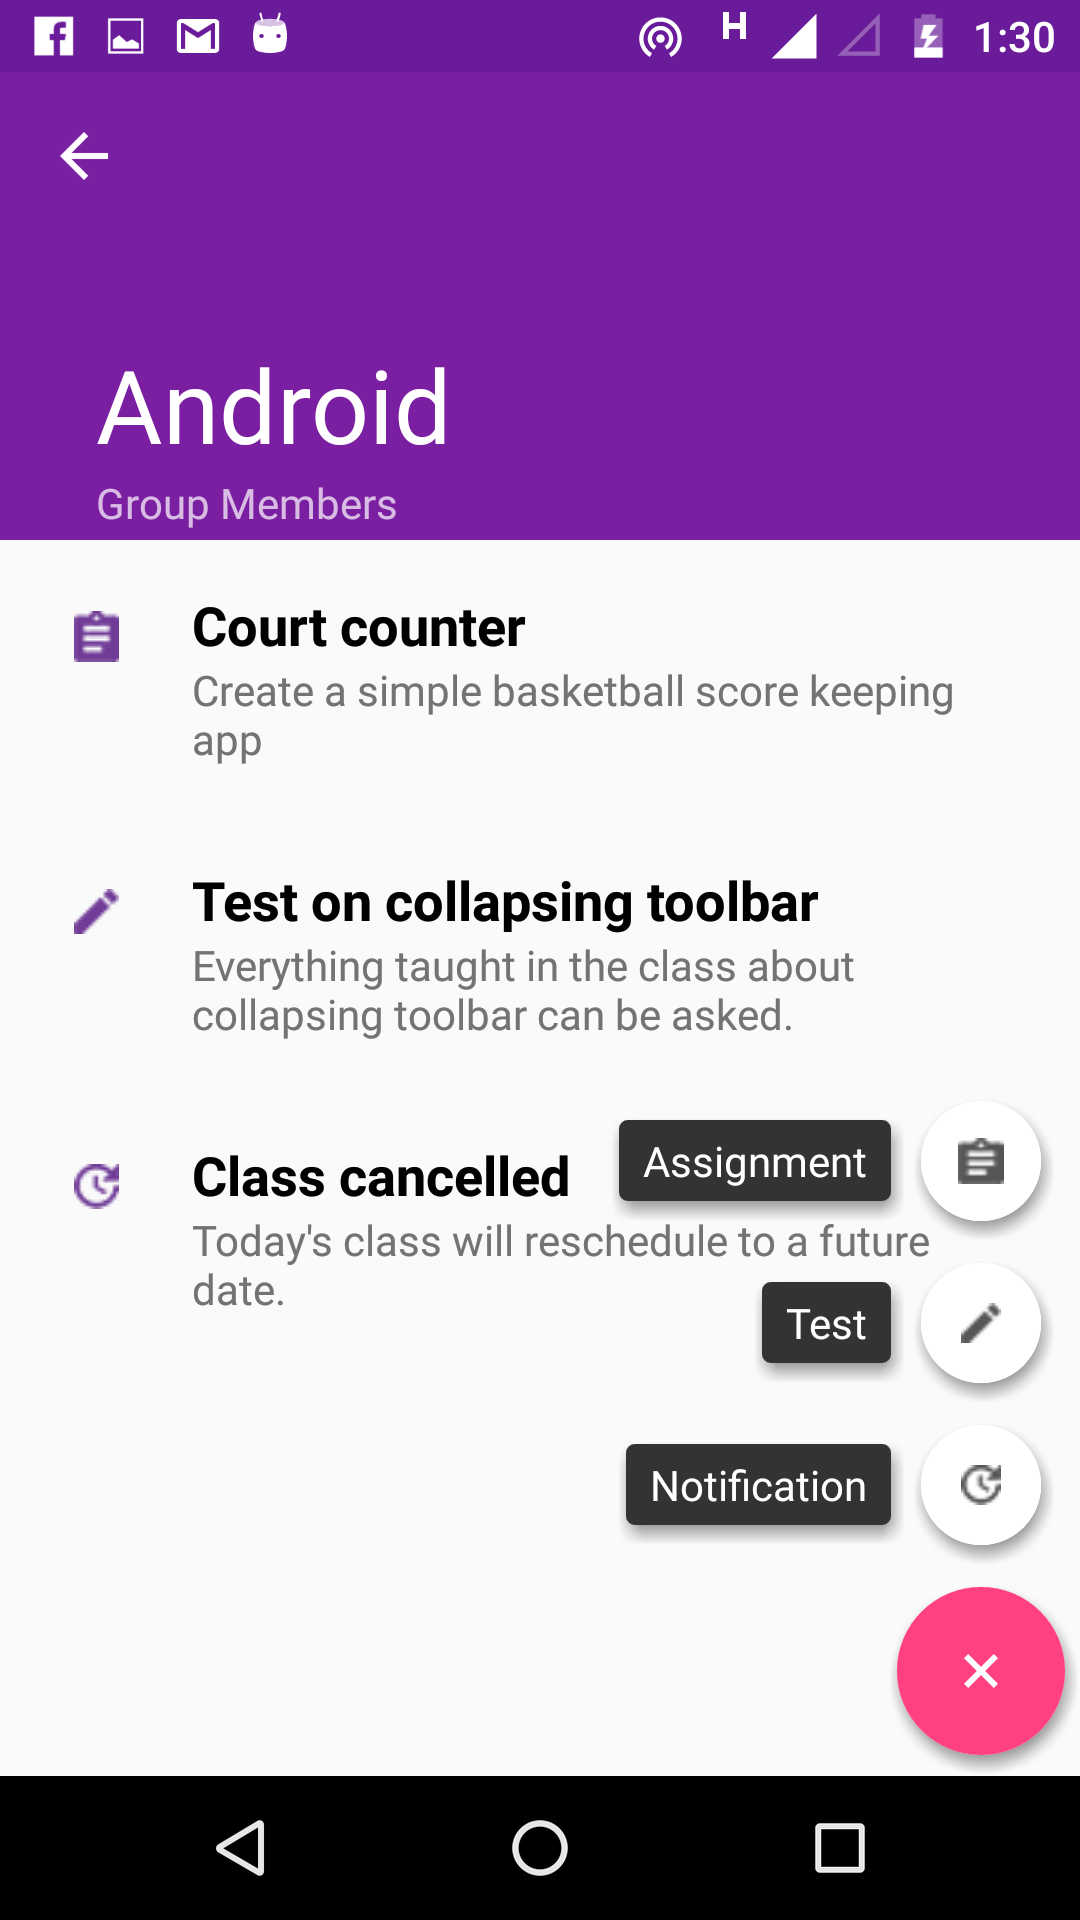 H 1:30
Android
Group Members
Court counter
Create a simple basketball score keeping
app
Test on collapsing toolbar
Everything taught in the class about
collapsing toolbar can be asked.
Assignment
Class cancelled
Today's class will reschedule to a future
date.
Test
Notification